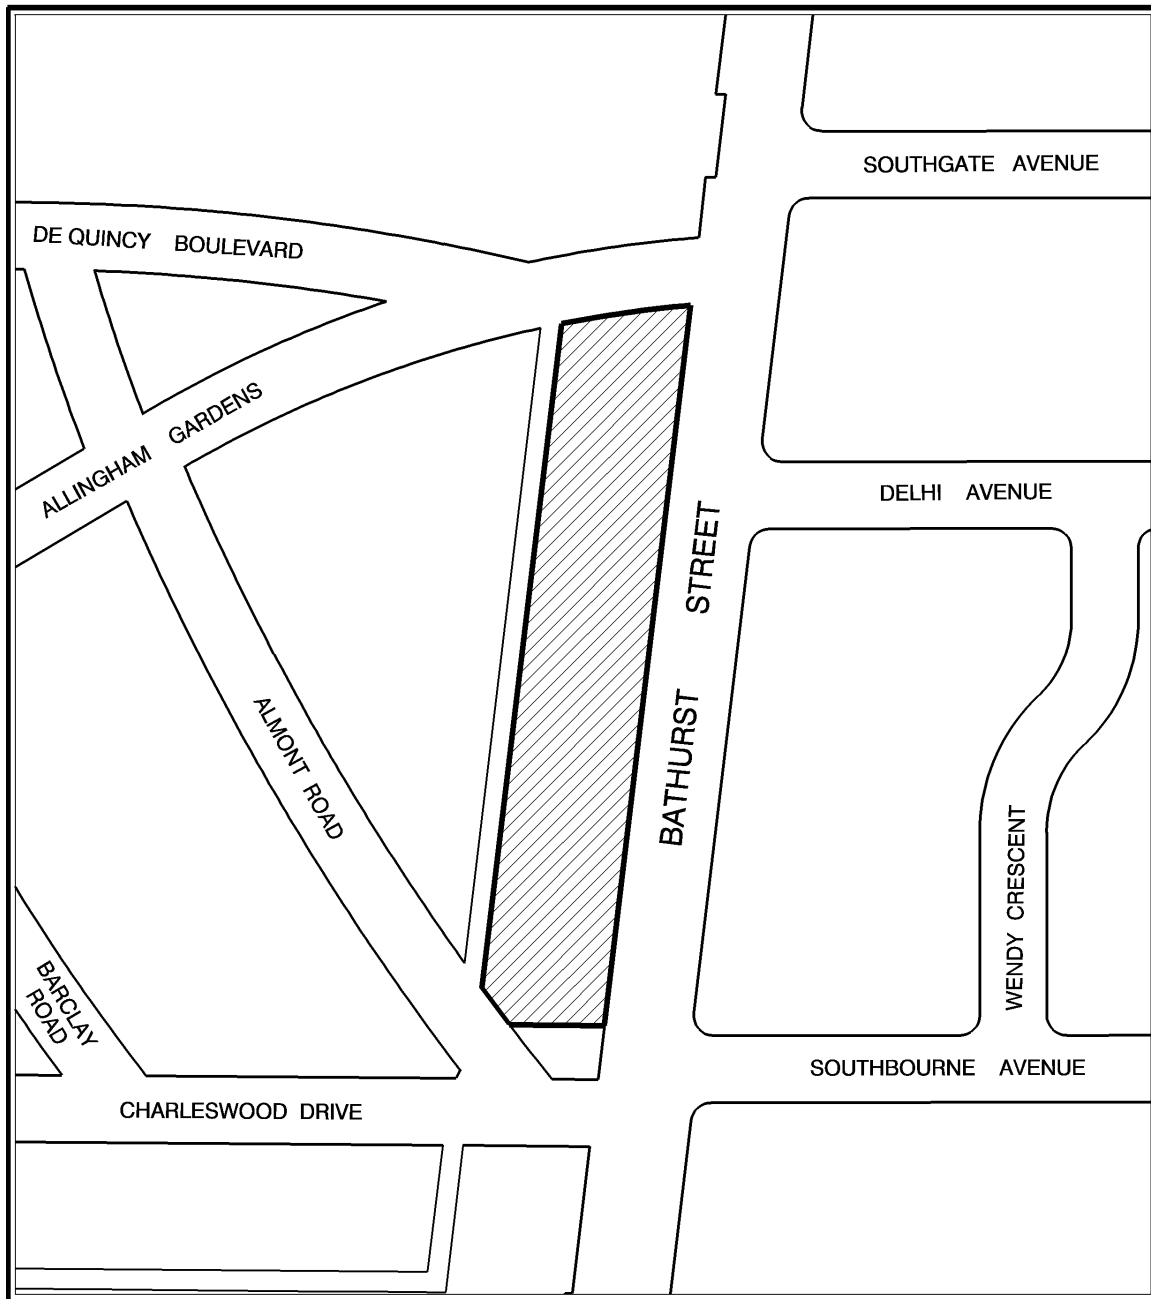 SOUTHGATE AVENUE
DE QUINCY BOULEVARD
ALLINGHAM GARDENS
DELHI AVENUE
BATHURST STREET
ALMONT ROAD
WENDY CRESCENT
BARCLAY
ROAD
SOUTHBOURNE AVENUE
CHARLESWOOD DRIVE